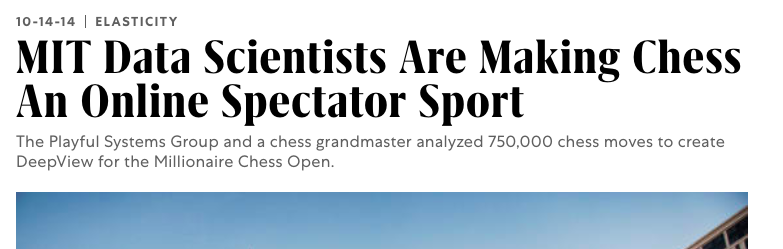 10-14-14 | ELASTICITY
MIT Data Scientists Are Making Chess
An Online Spectator Sport
The Playful Systems Group and a chess grandmaster analyzed 750,000 chess moves to create
DeepView for the Millionaire Chess Open.